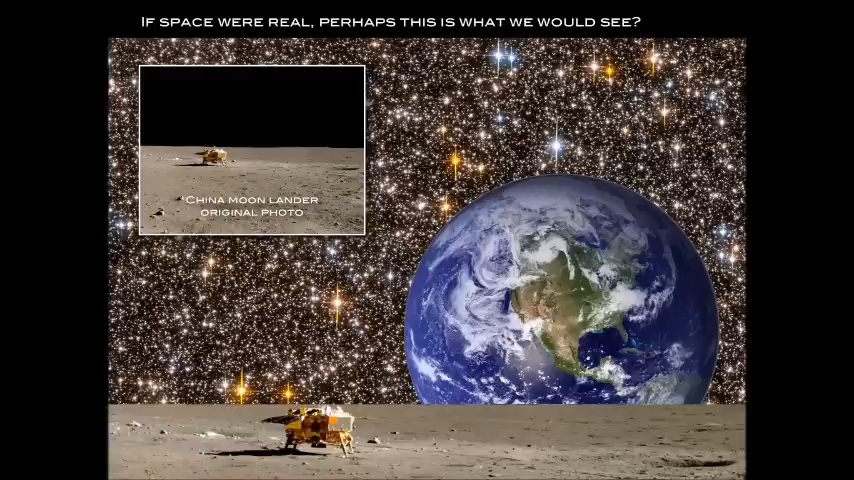 If space were real, perhaps this is what we would see?
*China moon lander
original photo